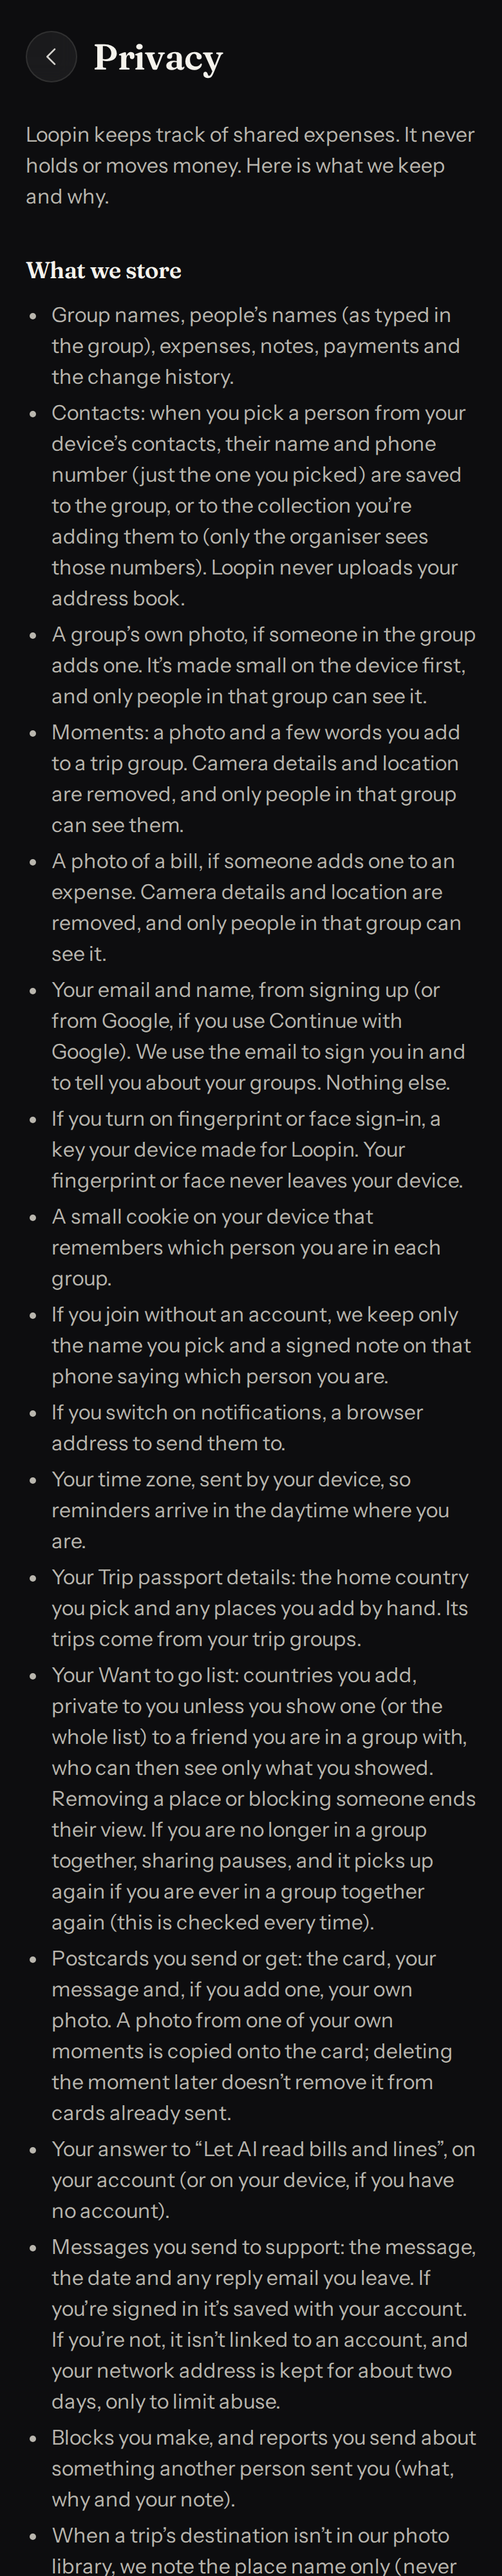 Privacy
Loopin keeps track of shared expenses. It never
holds or moves money. Here is what we keep
and why.
What we store
• Group names, people’s names (as typed in
the group), expenses, notes, payments and
the change history.
• Contacts: when you pick a person from your
device’s contacts, their name and phone
number (just the one you picked) are saved
to the group, or to the collection you’re
adding them to (only the organiser sees
those numbers). Loopin never uploads your
address book.
• A group’s own photo, if someone in the group
adds one. It’s made small on the device first,
and only people in that group can see it.
• Moments: a photo and a few words you add
to a trip group. Camera details and location
are removed, and only people in that group
can see them.
• A photo of a bill, if someone adds one to an
expense. Camera details and location are
removed, and only people in that group can
see it.
• Your email and name, from signing up (or
from Google, if you use Continue with
Google). We use the email to sign you in and
to tell you about your groups. Nothing else.
• If you turn on fingerprint or face sign-in, a
key your device made for Loopin. Your
fingerprint or face never leaves your device.
• A small cookie on your device that
remembers which person you are in each
group.
• If you join without an account, we keep only
the name you pick and a signed note on that
phone saying which person you are.
• If you switch on notifications, a browser
address to send them to.
• Your time zone, sent by your device, so
reminders arrive in the daytime where you
are.
• Your Trip passport details: the home country
you pick and any places you add by hand. Its
trips come from your trip groups.
• Your Want to go list: countries you add,
private to you unless you show one (or the
whole list) to a friend you are in a group with,
who can then see only what you showed.
Removing a place or blocking someone ends
their view. If you are no longer in a group
together, sharing pauses, and it picks up
again if you are ever in a group together
again (this is checked every time).
• Postcards you send or get: the card, your
message and, if you add one, your own
photo. A photo from one of your own
moments is copied onto the card; deleting
the moment later doesn’t remove it from
cards already sent.
• Your answer to “Let AI read bills and lines”, on
your account (or on your device, if you have
no account).
• Messages you send to support: the message,
the date and any reply email you leave. If
you’re signed in it’s saved with your account.
If you’re not, it isn’t linked to an account, and
your network address is kept for about two
days, only to limit abuse.
• Blocks you make, and reports you send about
something another person sent you (what,
why and your note).
• When a trip’s destination isn’t in our photo
library, we note the place name only (never